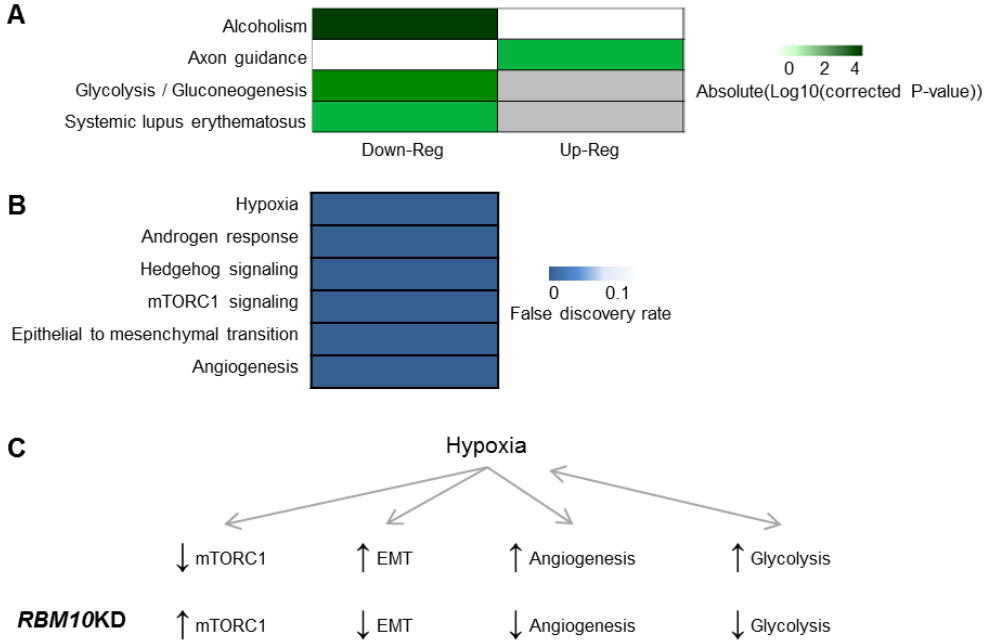 A
Alcoholism
Axon guidance
Glycolysis / Gluconeogenesis
Systemic lupus erythematosus
Down-Reg Up-Reg
0 2 4
Absolute(Log10(corrected P-value))
B
Hypoxia
Androgen response
Hedgehog signaling
mTORC1 signaling
Epithelial to mesenchymal transition
Angiogenesis
0 0.1
False discovery rate
C
Hypoxia
↓ mTORC1 ↑ EMT ↑ Angiogenesis ↑ Glycolysis
RBM10KD ↑ mTORC1 ↓ EMT ↓ Angiogenesis ↓ Glycolysis